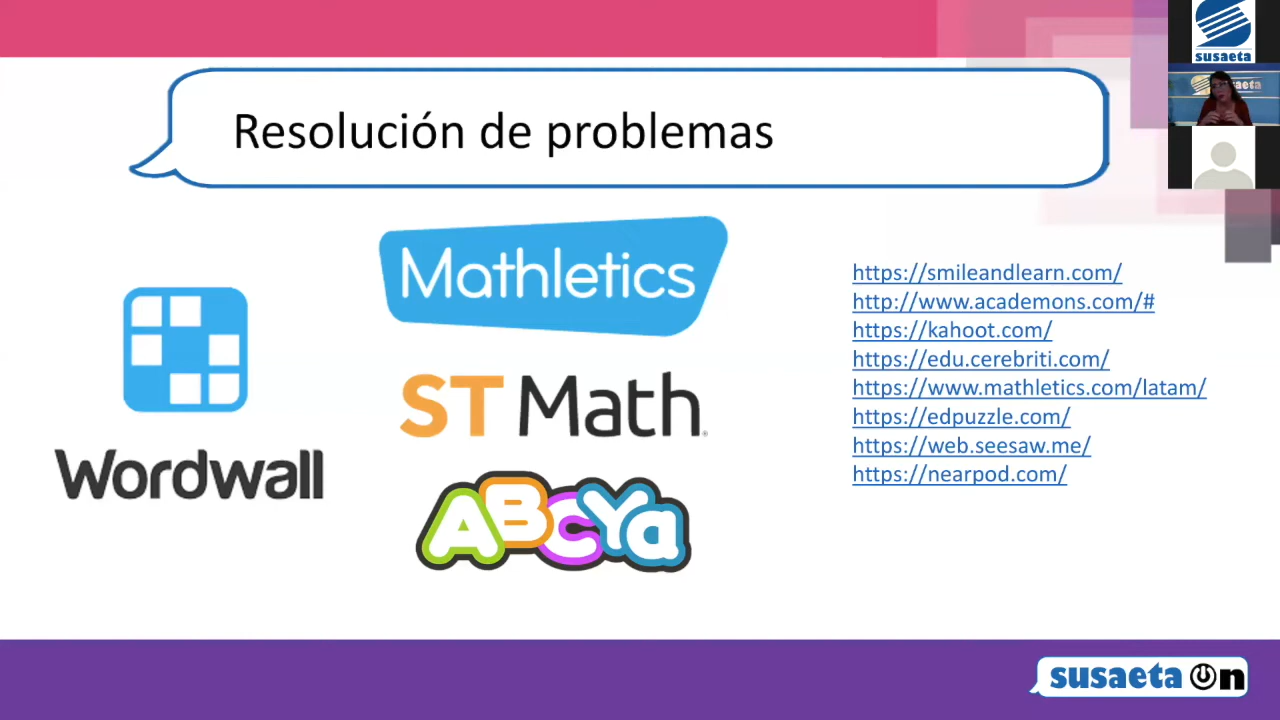 susaeta
Resolución de problemas
Mathletics
Wordwall
ST Math
ABCYa
https://smileandlearn.com/
http://www.academons.com/#
https://kahoot.com/
https://edu.cerebriti.com/
https://www.mathletics.com/latam/
https://edpuzzle.com/
https://web.seesaw.me/
https://nearpod.com/
susaeta On